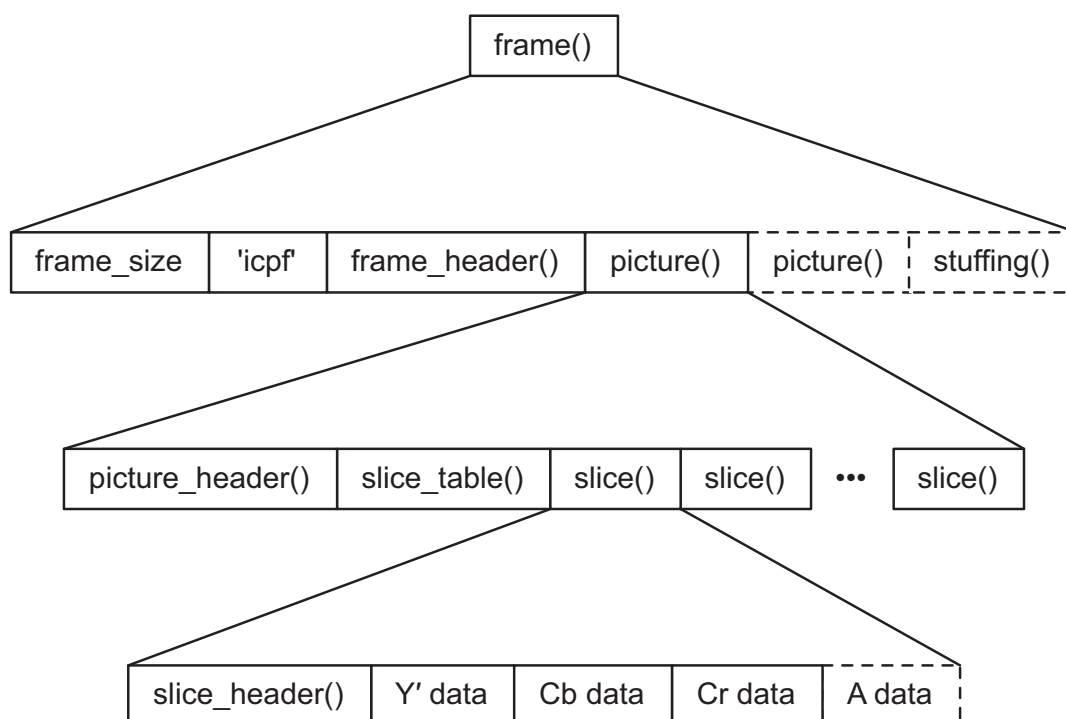 frame()
frame_size 'icpf' frame_header() picture() picture() stuffing()
picture_header() slice_table() slice() slice() ••• slice()
slice_header() Y′ data Cb data Cr data A data